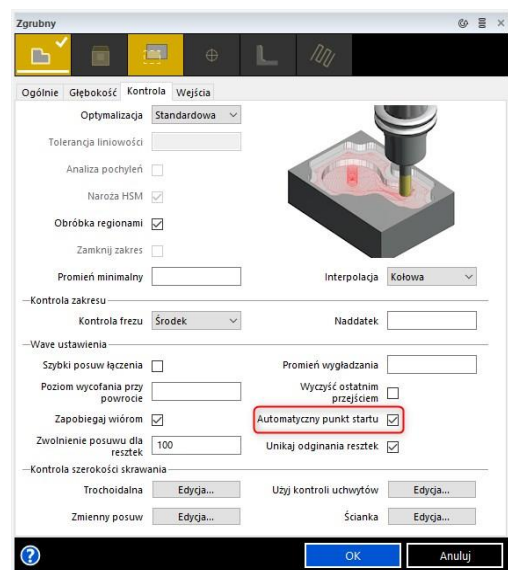 Zgrubny
Ogólnie Głębokość Kontrola Wejścia
Optymalizacja Standardowa
Tolerancja liniowości
Analiza pochyleń
Naroża HSM
Obróbka regionami
Zamknij zakres
Promień minimalny Interpolacja Kołowa
Kontrola zakresu
Kontrola frezu Środek Naddatek
Wave ustawienia
Szybki posuw łączenia Promień wygładzania
Poziom wycofania przy powrocie Wyczyść ostatnim przejściem
Zapobiegaj wiórom Automatyczny punkt startu
Zwolnienie posuwu dla resztek 100 Unikaj odginania resztek
Kontrola szerokości skrawania
Trochoidalna Edycja... Użyj kontroli uchwytów Edycja...
Zmienny posuw Edycja... Ścianka Edycja...
OK Anuluj